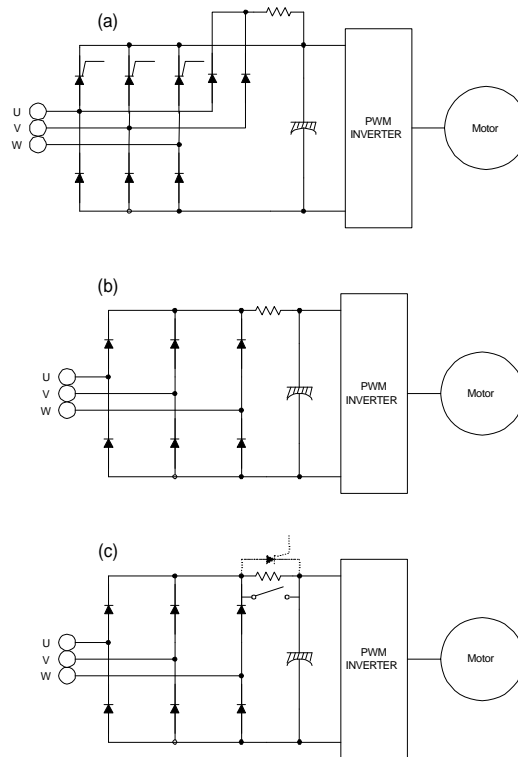 (a)
U
V
W
PWM
INVERTER
Motor
(b)
U
V
W
PWM
INVERTER
Motor
(c)
U
V
W
PWM
INVERTER
Motor